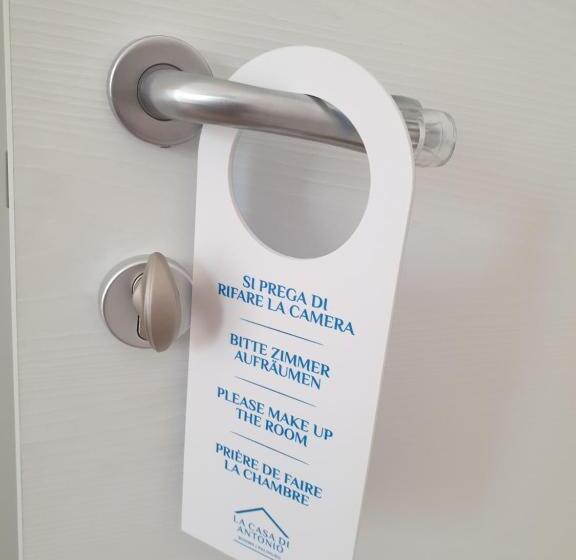 SI PREGA DI
RIFARE LA CAMERA
BITTE ZIMMER
AUFRÄUMEN
PLEASE MAKE UP
THE ROOM
PRIÈRE DE FAIRE
LA CHAMBRE
LA CASA DI
ANTONIO